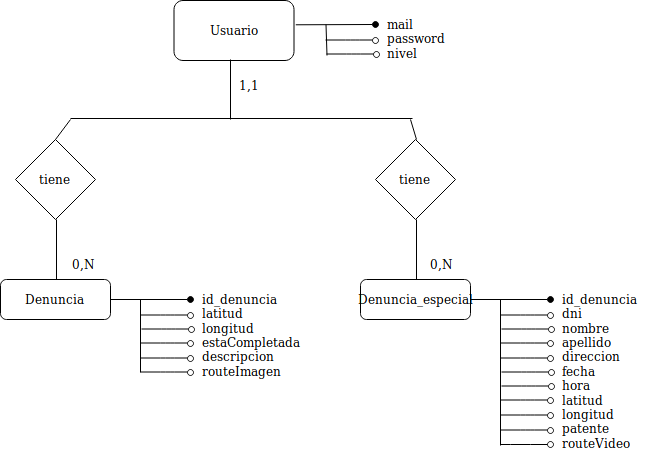 Usuario
mail
password
nivel
1,1
tiene
tiene
0,N
0,N
Denuncia
id_denuncia
latitud
longitud
estaCompletada
descripcion
routeImagen
Denuncia_especial
id_denuncia
dni
nombre
apellido
direccion
fecha
hora
latitud
longitud
patente
routeVideo